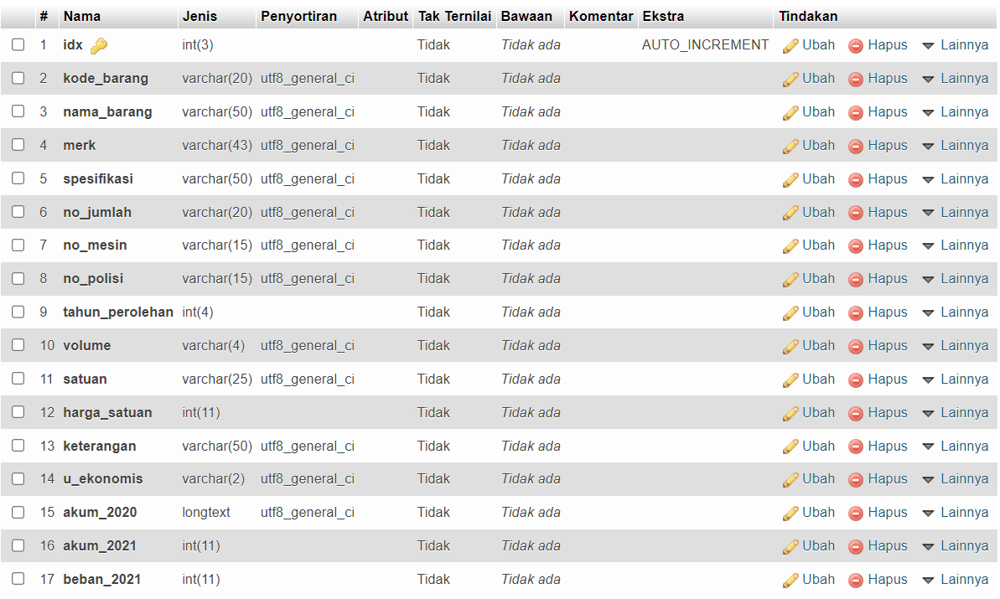 # Nama Jenis Penyortiran Atribut Tak Ternilai Bawaan Komentar Ekstra Tindakan
1 idx int(3) Tidak Tidak ada AUTO_INCREMENT Ubah Hapus Lainnya
2 kode_barang varchar(20) utf8_general_ci Tidak Tidak ada Ubah Hapus Lainnya
3 nama_barang varchar(50) utf8_general_ci Tidak Tidak ada Ubah Hapus Lainnya
4 merk varchar(43) utf8_general_ci Tidak Tidak ada Ubah Hapus Lainnya
5 spesifikasi varchar(50) utf8_general_ci Tidak Tidak ada Ubah Hapus Lainnya
6 no_jumlah varchar(20) utf8_general_ci Tidak Tidak ada Ubah Hapus Lainnya
7 no_mesin varchar(15) utf8_general_ci Tidak Tidak ada Ubah Hapus Lainnya
8 no_polisi varchar(15) utf8_general_ci Tidak Tidak ada Ubah Hapus Lainnya
9 tahun_perolehan int(4) Tidak Tidak ada Ubah Hapus Lainnya
10 volume varchar(4) utf8_general_ci Tidak Tidak ada Ubah Hapus Lainnya
11 satuan varchar(25) utf8_general_ci Tidak Tidak ada Ubah Hapus Lainnya
12 harga_satuan int(11) Tidak Tidak ada Ubah Hapus Lainnya
13 keterangan varchar(50) utf8_general_ci Tidak Tidak ada Ubah Hapus Lainnya
14 u_ekonomis varchar(2) utf8_general_ci Tidak Tidak ada Ubah Hapus Lainnya
15 akum_2020 longtext utf8_general_ci Tidak Tidak ada Ubah Hapus Lainnya
16 akum_2021 int(11) Tidak Tidak ada Ubah Hapus Lainnya
17 beban_2021 int(11) Tidak Tidak ada Ubah Hapus Lainnya